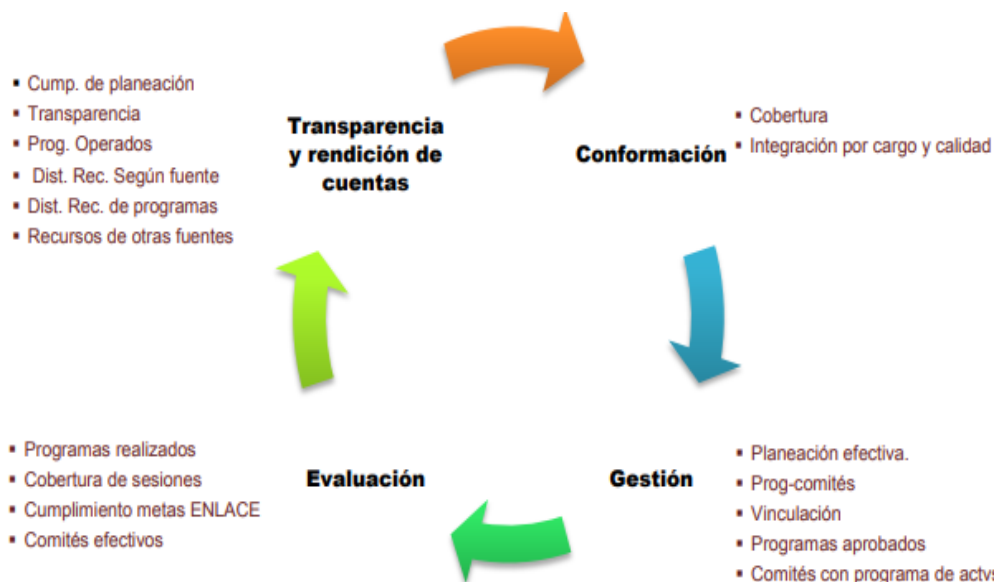 ▪ Cump. de planeación
▪ Transparencia
▪ Prog. Operados
▪ Dist. Rec. Según fuente
▪ Dist. Rec. de programas
▪ Recursos de otras fuentes
Transparencia
y rendición de
cuentas
Conformación
▪ Cobertura
▪ Integración por cargo y calidad
▪ Programas realizados
▪ Cobertura de sesiones
▪ Cumplimiento metas ENLACE
▪ Comités efectivos
Evaluación
Gestión
▪ Planeación efectiva.
▪ Prog-comités
▪ Vinculación
▪ Programas aprobados
▪ Comités con programa de actvs